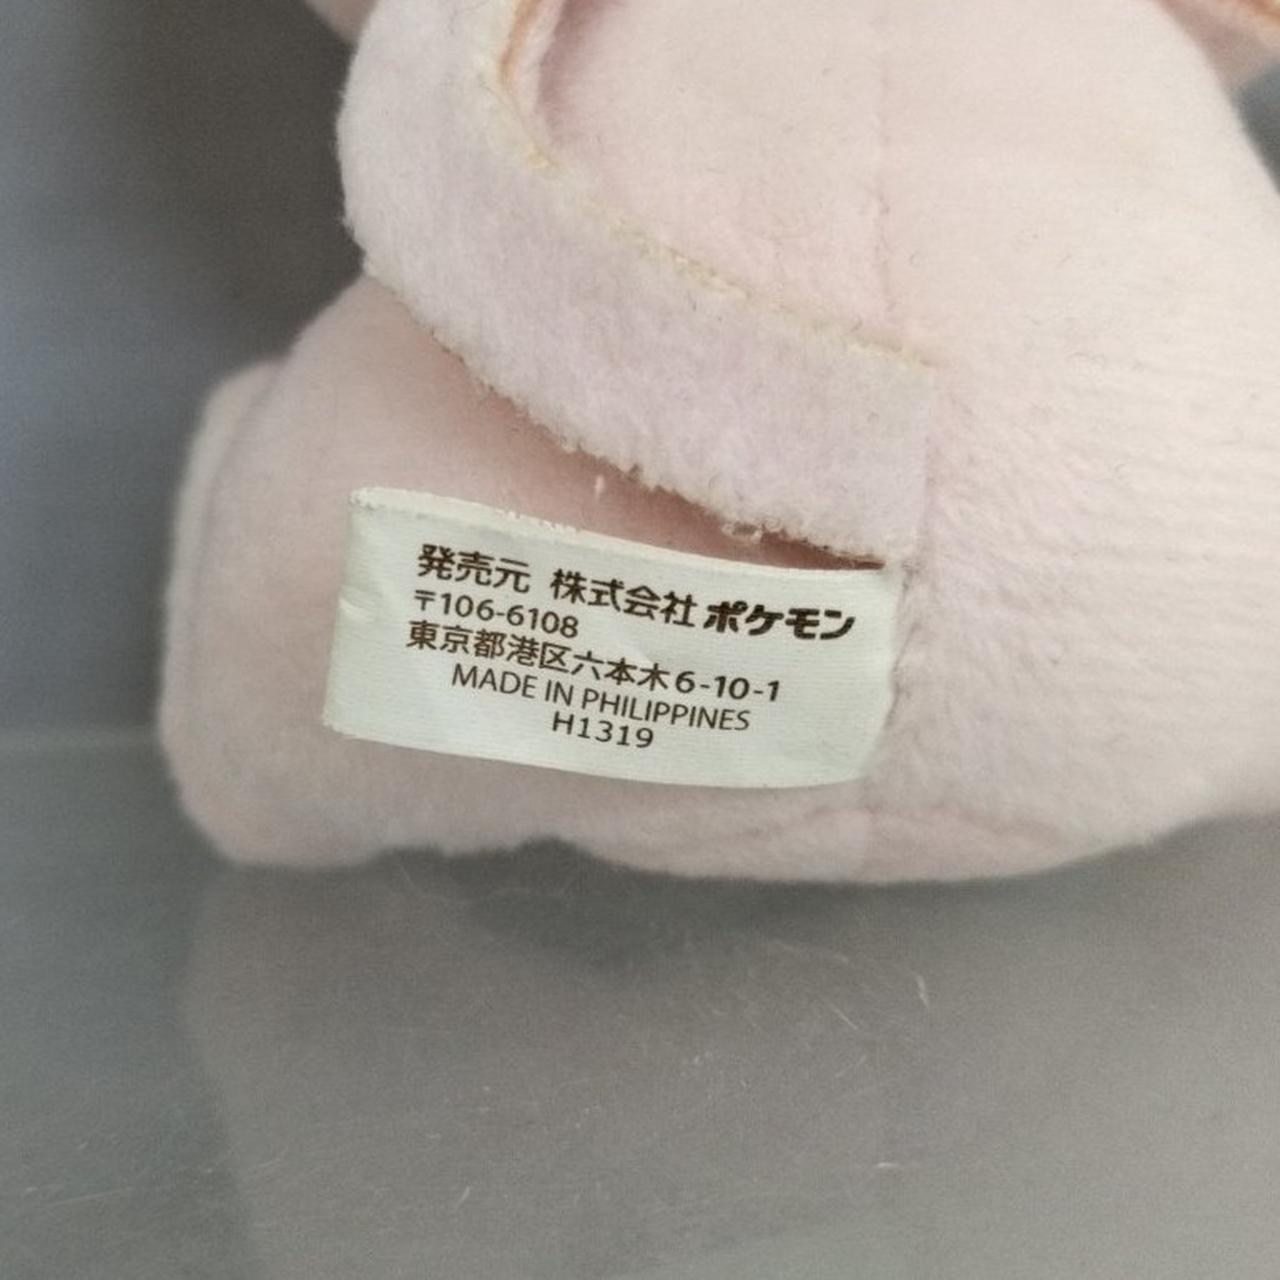 発売元 株式会社 ポケモン
〒106-6108
東京都港区六本木6-10-1
MADE IN PHILIPPINES
H1319